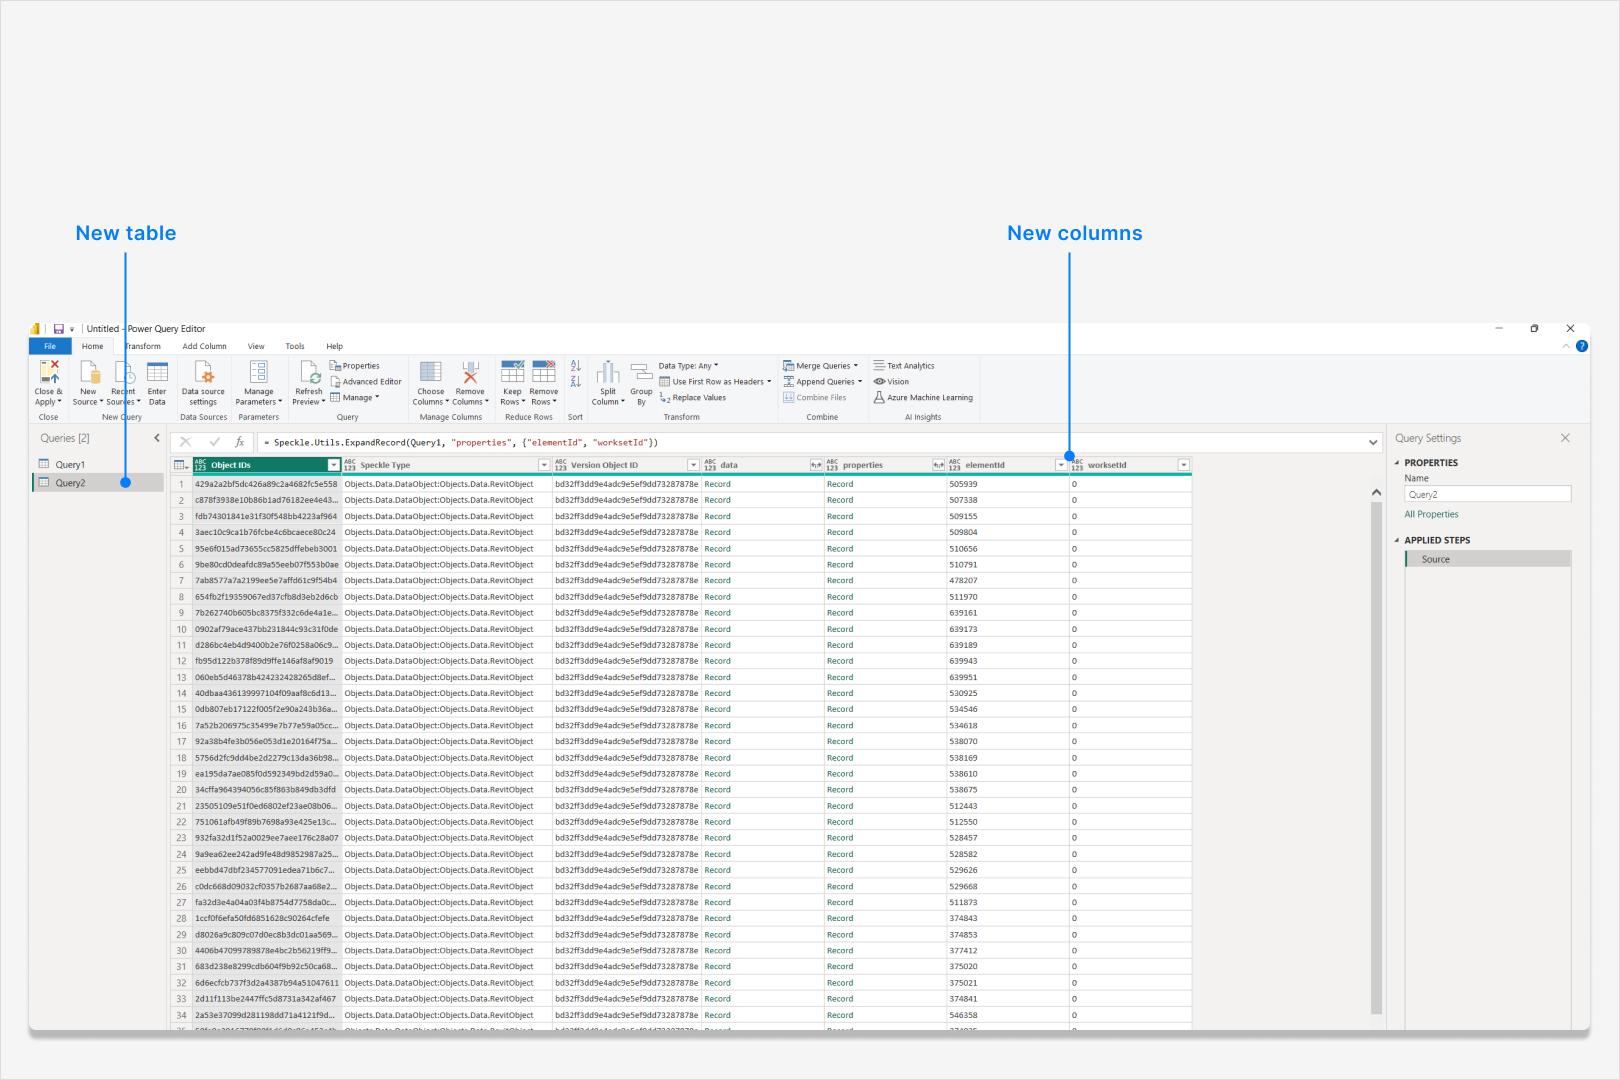 New table
New columns
Untitled - Power Query Editor
File Home Transform Add Column View Tools Help
Close & Apply
New Source
Recent Sources
Enter Data
Data source settings
Manage Parameters
Refresh Preview
Properties
Advanced Editor
Manage
Choose Columns
Remove Columns
Keep Rows
Remove Rows
Split Column
Group By
Data Type: Any
Use First Row as Headers
Replace Values
Merge Queries
Append Queries
Combine Files
Text Analytics
Vision
Azure Machine Learning
Close New Query Data Sources Parameters Query Manage Columns Reduce Rows Sort Transform Combine AI Insights
Queries [2]
Query1
Query2
fx = Speckle.Utils.ExpandRecord(Query1, "properties", {"elementId", "worksetId"})
ABC 123 Object IDs ABC 123 Speckle Type ABC 123 Version Object ID ABC 123 data ABC 123 properties ABC 123 elementId ABC 123 worksetId
1 429a2a2bf5dc426a89c2a4682fc5e558 Objects.Data.DataObject:Objects.Data.RevitObject bd32ff3dd9e4adc9e5ef9dd73287878e Record Record 505939 0
2 c878f3938e10b86b1ad76182ee4e43... Objects.Data.DataObject:Objects.Data.RevitObject bd32ff3dd9e4adc9e5ef9dd73287878e Record Record 507338 0
3 fdb74301841e31f30f548bb4223af964 Objects.Data.DataObject:Objects.Data.RevitObject bd32ff3dd9e4adc9e5ef9dd73287878e Record Record 509155 0
4 3aec10c9ca1b76fcbe4c6bcaece80c24 Objects.Data.DataObject:Objects.Data.RevitObject bd32ff3dd9e4adc9e5ef9dd73287878e Record Record 509804 0
5 95e6f015ad73655cc5825dffebeb3001 Objects.Data.DataObject:Objects.Data.RevitObject bd32ff3dd9e4adc9e5ef9dd73287878e Record Record 510656 0
6 9be80cd0deafdc89a55eeb07f553b0ae Objects.Data.DataObject:Objects.Data.RevitObject bd32ff3dd9e4adc9e5ef9dd73287878e Record Record 510791 0
7 7ab8577a7a2199ee5e7affd61c9f54b4 Objects.Data.DataObject:Objects.Data.RevitObject bd32ff3dd9e4adc9e5ef9dd73287878e Record Record 478207 0
8 654fb2f19359067ed37cfb8d3eb2d6cb Objects.Data.DataObject:Objects.Data.RevitObject bd32ff3dd9e4adc9e5ef9dd73287878e Record Record 511970 0
9 7b262740b605bc8375f332c6de4a1e... Objects.Data.DataObject:Objects.Data.RevitObject bd32ff3dd9e4adc9e5ef9dd73287878e Record Record 639161 0
10 0902af79ace437bb231844c93c31f0de Objects.Data.DataObject:Objects.Data.RevitObject bd32ff3dd9e4adc9e5ef9dd73287878e Record Record 639173 0
11 d286bc4eb4d9400b2e76f0258a06c9... Objects.Data.DataObject:Objects.Data.RevitObject bd32ff3dd9e4adc9e5ef9dd73287878e Record Record 639189 0
12 fb95d122b378f89d9ffe146af8af9019 Objects.Data.DataObject:Objects.Data.RevitObject bd32ff3dd9e4adc9e5ef9dd73287878e Record Record 639943 0
13 060eb5d46378b424232428265d8ef... Objects.Data.DataObject:Objects.Data.RevitObject bd32ff3dd9e4adc9e5ef9dd73287878e Record Record 639951 0
14 40dbaa436139997104f09aaf8c6d13... Objects.Data.DataObject:Objects.Data.RevitObject bd32ff3dd9e4adc9e5ef9dd73287878e Record Record 530925 0
15 0db807eb17122f005f2e90a243b36a... Objects.Data.DataObject:Objects.Data.RevitObject bd32ff3dd9e4adc9e5ef9dd73287878e Record Record 534546 0
16 7a52b206975c35499e7b77e59a05cc... Objects.Data.DataObject:Objects.Data.RevitObject bd32ff3dd9e4adc9e5ef9dd73287878e Record Record 534618 0
17 92a38b4fe3b056e053d1e20164f75a... Objects.Data.DataObject:Objects.Data.RevitObject bd32ff3dd9e4adc9e5ef9dd73287878e Record Record 538070 0
18 5756d2fc9dd4be2d2279c13da36b98... Objects.Data.DataObject:Objects.Data.RevitObject bd32ff3dd9e4adc9e5ef9dd73287878e Record Record 538169 0
19 ea195da7ae085f0d592349bd2d59a0... Objects.Data.DataObject:Objects.Data.RevitObject bd32ff3dd9e4adc9e5ef9dd73287878e Record Record 538610 0
20 34cffa964394056c85f863b849db3dfd Objects.Data.DataObject:Objects.Data.RevitObject bd32ff3dd9e4adc9e5ef9dd73287878e Record Record 538675 0
21 23505109e51f0ed6802ef23ae08b06... Objects.Data.DataObject:Objects.Data.RevitObject bd32ff3dd9e4adc9e5ef9dd73287878e Record Record 512443 0
22 751061afb49f89b7698a93e425e13c... Objects.Data.DataObject:Objects.Data.RevitObject bd32ff3dd9e4adc9e5ef9dd73287878e Record Record 512550 0
23 932fa32d1f52a0029ee7aee176c28a07 Objects.Data.DataObject:Objects.Data.RevitObject bd32ff3dd9e4adc9e5ef9dd73287878e Record Record 528457 0
24 9a9ea62ee242ad9fe48d9852987a25... Objects.Data.DataObject:Objects.Data.RevitObject bd32ff3dd9e4adc9e5ef9dd73287878e Record Record 528582 0
25 eebbd47dbf234577091edea71b6c7... Objects.Data.DataObject:Objects.Data.RevitObject bd32ff3dd9e4adc9e5ef9dd73287878e Record Record 529626 0
26 c0dc668d09032cf0357b2687aa68e2... Objects.Data.DataObject:Objects.Data.RevitObject bd32ff3dd9e4adc9e5ef9dd73287878e Record Record 529668 0
27 fa32d3e4a04a03f4b8754d7758da0c... Objects.Data.DataObject:Objects.Data.RevitObject bd32ff3dd9e4adc9e5ef9dd73287878e Record Record 511873 0
28 1ccf0f6efa50fd6851628c90264cfefe Objects.Data.DataObject:Objects.Data.RevitObject bd32ff3dd9e4adc9e5ef9dd73287878e Record Record 374843 0
29 d8026a9c809c07d0ec8b3dc01aa569... Objects.Data.DataObject:Objects.Data.RevitObject bd32ff3dd9e4adc9e5ef9dd73287878e Record Record 374853 0
30 4406b47099789878e4bc2b56219ff9... Objects.Data.DataObject:Objects.Data.RevitObject bd32ff3dd9e4adc9e5ef9dd73287878e Record Record 377412 0
31 683d238e8299cdb604f9b92c50ca68... Objects.Data.DataObject:Objects.Data.RevitObject bd32ff3dd9e4adc9e5ef9dd73287878e Record Record 375020 0
32 6d6ecfcb737f3d2a4387b94a51047611 Objects.Data.DataObject:Objects.Data.RevitObject bd32ff3dd9e4adc9e5ef9dd73287878e Record Record 375021 0
33 2d11f113be2447ffc5d8731a342af467 Objects.Data.DataObject:Objects.Data.RevitObject bd32ff3dd9e4adc9e5ef9dd73287878e Record Record 374841 0
34 2a53e37099d281188dd71a4121f9d... Objects.Data.DataObject:Objects.Data.RevitObject bd32ff3dd9e4adc9e5ef9dd73287878e Record Record 546358 0
Query Settings
PROPERTIES
Name
Query2
All Properties
APPLIED STEPS
Source